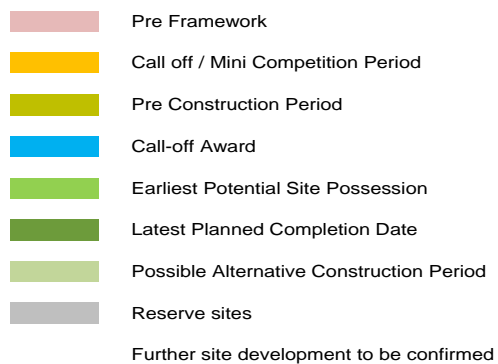 Pre Framework
Call off / Mini Competition Period
Pre Construction Period
Call-off Award
Earliest Potential Site Possession
Latest Planned Completion Date
Possible Alternative Construction Period
Reserve sites
Further site development to be confirmed